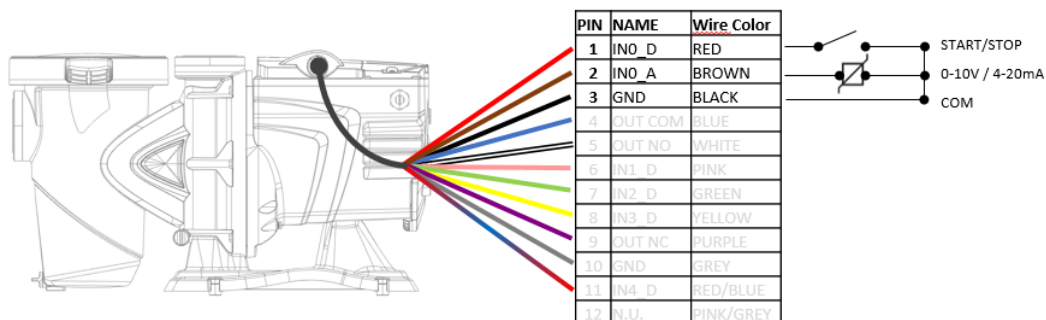 PIN NAME Wire Color
1 IN0_D RED
START/STOP
2 IN0_A BROWN
0-10V / 4-20mA
3 GND BLACK
COM
4 OUT COM BLUE
5 OUT NO WHITE
6 IN1_D PINK
7 IN2_D GREEN
8 IN3_D YELLOW
9 OUT NC PURPLE
10 GND GREY
11 IN4_D RED/BLUE
12 N.U. PINK/GREY